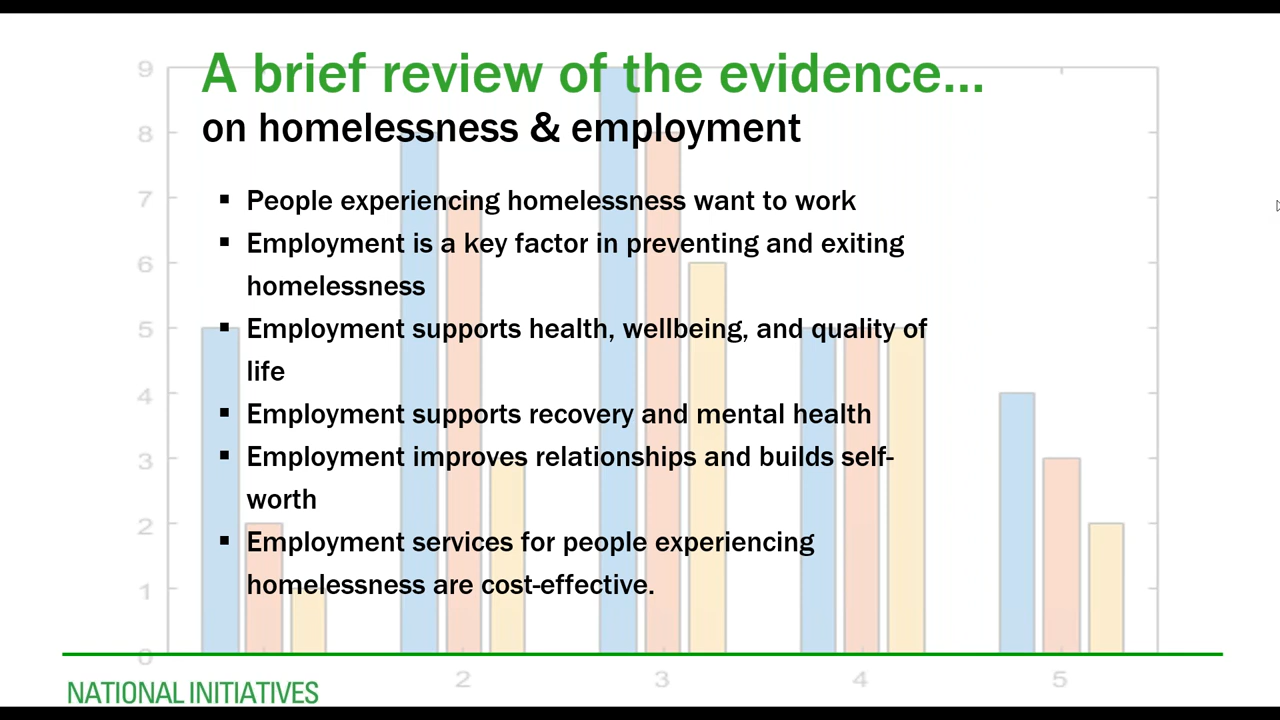 A brief review of the evidence...
on homelessness & employment
▪ People experiencing homelessness want to work
▪ Employment is a key factor in preventing and exiting
homelessness
▪ Employment supports health, wellbeing, and quality of
life
▪ Employment supports recovery and mental health
▪ Employment improves relationships and builds self-
worth
▪ Employment services for people experiencing
homelessness are cost-effective.
9
8
7
6
5
4
3
2
1
0
2 3 4 5
NATIONAL INITIATIVES